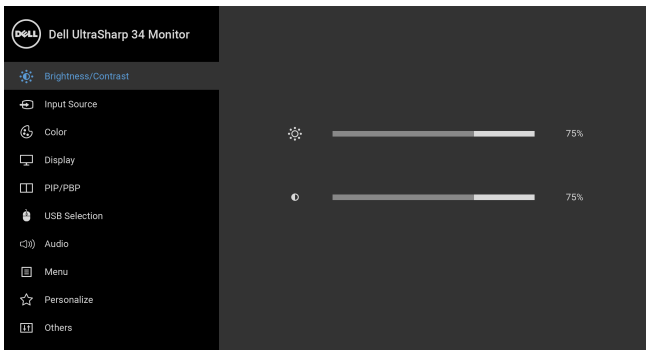 DELL
Dell UltraSharp 34 Monitor
Brightness/Contrast
Input Source
Color
Display
PIP/PBP
USB Selection
Audio
Menu
Personalize
Others
75%
75%